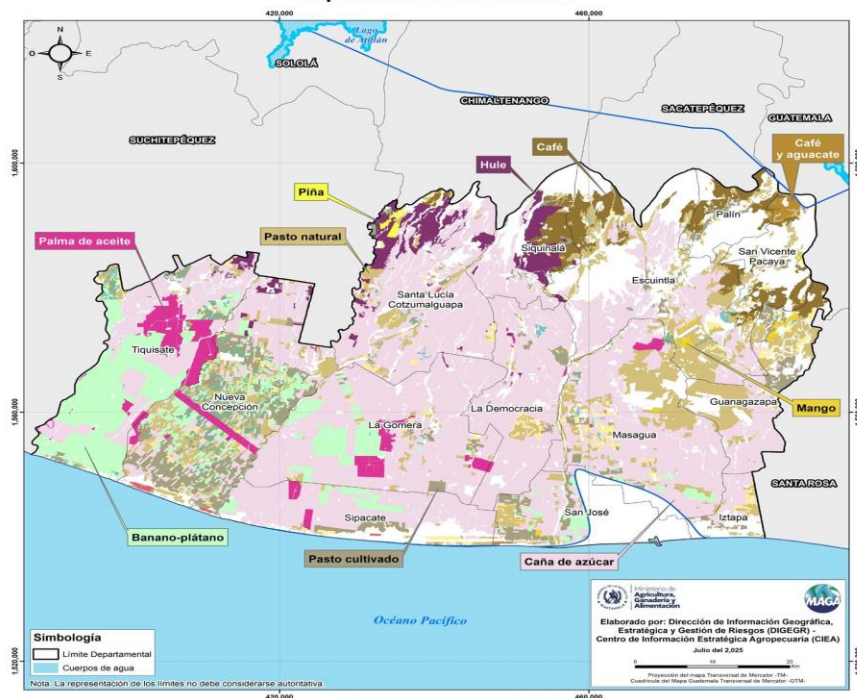 420,000
460,000
N
O
E
S
Lago
de Atitlán
SOLOLÁ
CHIMALTENANGO
SACATEPÉQUEZ
GUATEMALA
SUCHITEPÉQUEZ
Café
y aguacate
Café
Hule
1,600,000
Piña
Palín
Palma de aceite
Pasto natural
Siquinalá
San Vicente
Pacaya
Escuintla
Santa Lucía
Cotzumalguapa
Tiquisate
Nueva
Concepción
La Democracia
Guanagazapa
Mango
La Gomera
Masagua
SANTA ROSA
Sipacate
San José
Iztapa
Banano-plátano
Pasto cultivado
Caña de azúcar
Océano Pacífico
Ministerio de
Agricultura,
Ganadería y
Alimentación
MAGA
Elaborado por: Dirección de Información Geográfica,
Estratégica y Gestión de Riesgos (DIGEGR) -
Centro de Información Estratégica Agropecuaria (CIEA)
Julio del 2,025
0 10 20
Proyección del mapa Transversal de Mercator -TM-
Cuadrícula del Mapa Guatemala Transversal de Mercator -GTM-
Simbología
Límite Departamental
Cuerpos de agua
Nota: La representación de los límites no debe considerarse autoritativa
420,000
460,000